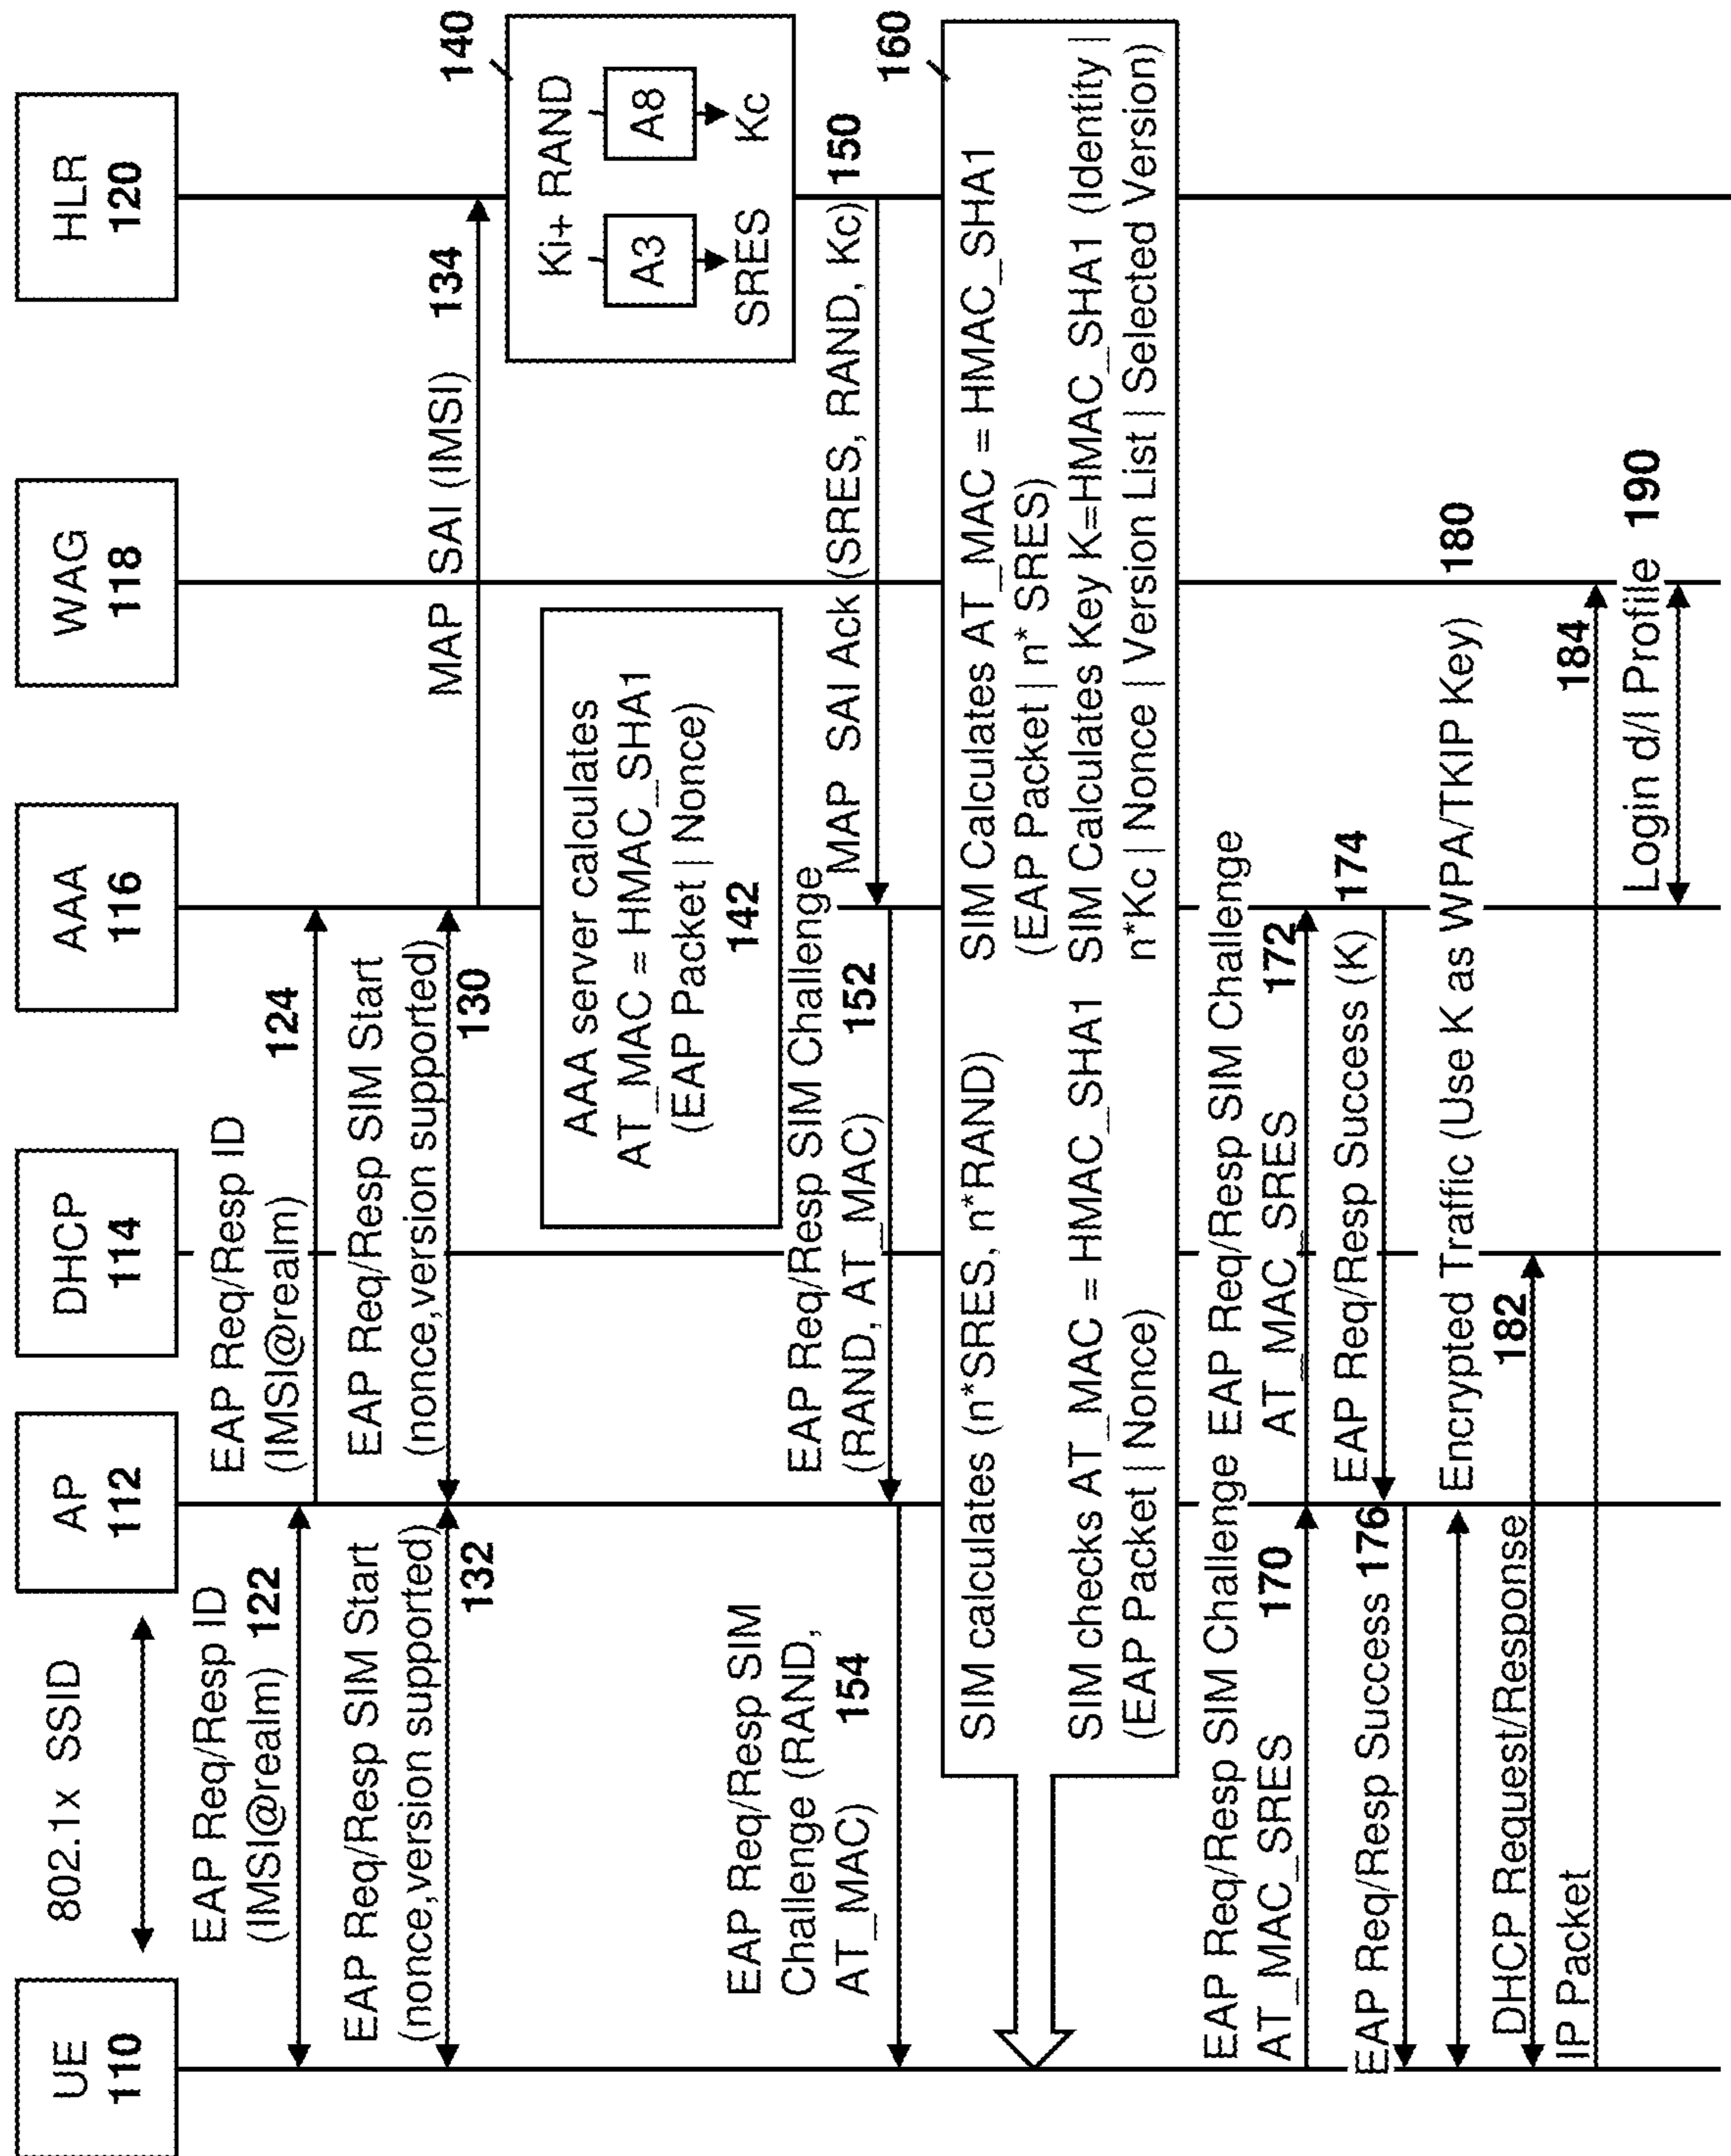 UE
110
AP
112
DHCP
114
AAA
116
WAG
118
HLR
120
802.1x SSID
EAP Req/Resp ID
(IMSI@realm) 122
EAP Req/Resp ID
(IMSI@realm)
124
EAP Req/Resp SIM Start
(nonce,version supported)
132
EAP Req/Resp SIM Start
(nonce,version supported)
130
MAP SAI (IMSI)
134
140
Ki+ RAND
A3
A8
SRES
Kc
AAA server calculates
AT_MAC = HMAC_SHA1
(EAP Packet | Nonce)
142
MAP SAI Ack (SRES, RAND, Kc) 150
EAP Req/Resp SIM Challenge
(RAND, AT_MAC)
152
EAP Req/Resp SIM
Challenge (RAND,
AT_MAC)
154
160
SIM calculates (n*SRES, n*RAND)
SIM checks AT_MAC = HMAC_SHA1
(EAP Packet | Nonce)
SIM Calculates AT_MAC = HMAC_SHA1
(EAP Packet | n* SRES)
SIM Calculates Key K=HMAC_SHA1 (Identity |
n*Kc | Nonce | Version List | Selected Version)
EAP Req/Resp SIM Challenge
AT_MAC_SRES
170
EAP Req/Resp SIM Challenge
AT_MAC_SRES
172
EAP Req/Resp Success (K) 174
EAP Req/Resp Success 176
Encrypted Traffic (Use K as WPA/TKIP Key) 180
DHCP Request/Response
182
IP Packet
184
Login d/l Profile 190